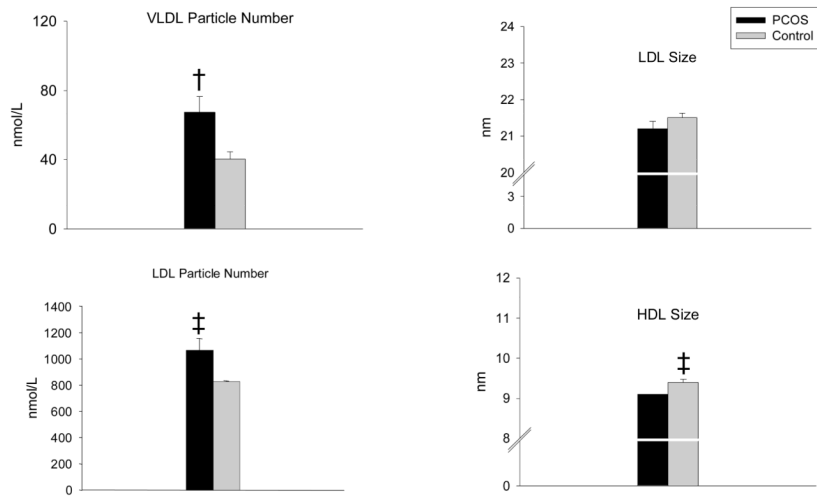 VLDL Particle Number
120
80
40
0
nmol/L
†
PCOS
Control
LDL Size
24
23
22
21
20
3
0
nm
LDL Particle Number
1400
1200
1000
800
600
400
200
0
nmol/L
‡
HDL Size
12
11
10
9
8
0
nm
‡